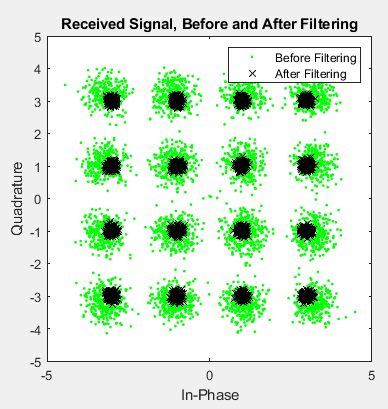 Received Signal, Before and After Filtering
Before Filtering
After Filtering
5
4
3
2
1
0
-1
-2
-3
-4
-5
Quadrature
-5
0
5
In-Phase